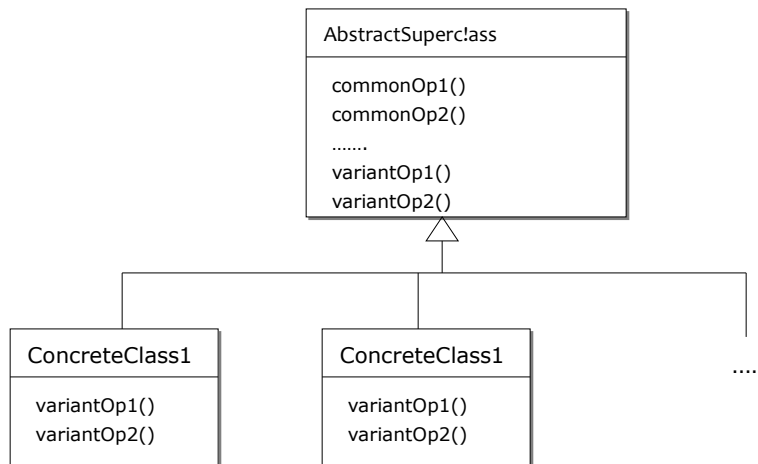 AbstractSuperc!ass
commonOp1()
commonOp2()
.......
variantOp1()
variantOp2()
ConcreteClass1
variantOp1()
variantOp2()
ConcreteClass1
variantOp1()
variantOp2()
....